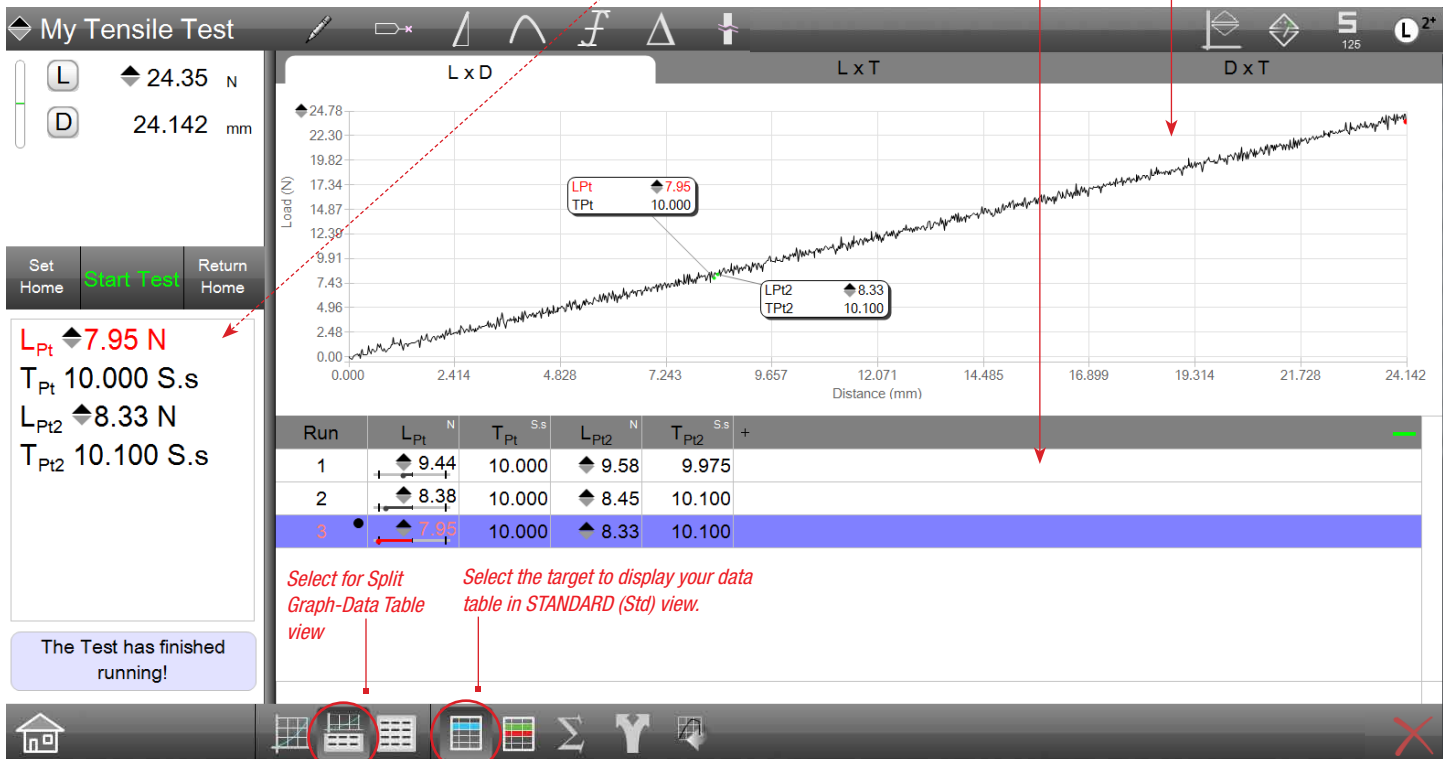 My Tensile Test
125
L 2+
L 24.35 N
D 24.142 mm
Set Home
Start Test
Return Home
LPt 7.95 N
TPt 10.000 S.s
LPt2 8.33 N
TPt2 10.100 S.s
The Test has finished
running!
L x D
L x T
D x T
24.78
22.30
19.82
17.34
14.87
12.39
9.91
7.43
4.96
2.48
0.00
Load (N)
LPt 7.95
TPt 10.000
LPt2 8.33
TPt2 10.100
0.000 2.414 4.828 7.243 9.657 12.071 14.485 16.899 19.314 21.728 24.142
Distance (mm)
Run LPt N TPt S.s LPt2 N TPt2 S.s +
1 9.44 10.000 9.58 9.975
2 8.38 10.000 8.45 10.100
3 7.95 10.000 8.33 10.100
Select for Split
Graph-Data Table
view
Select the target to display your data
table in STANDARD (Std) view.